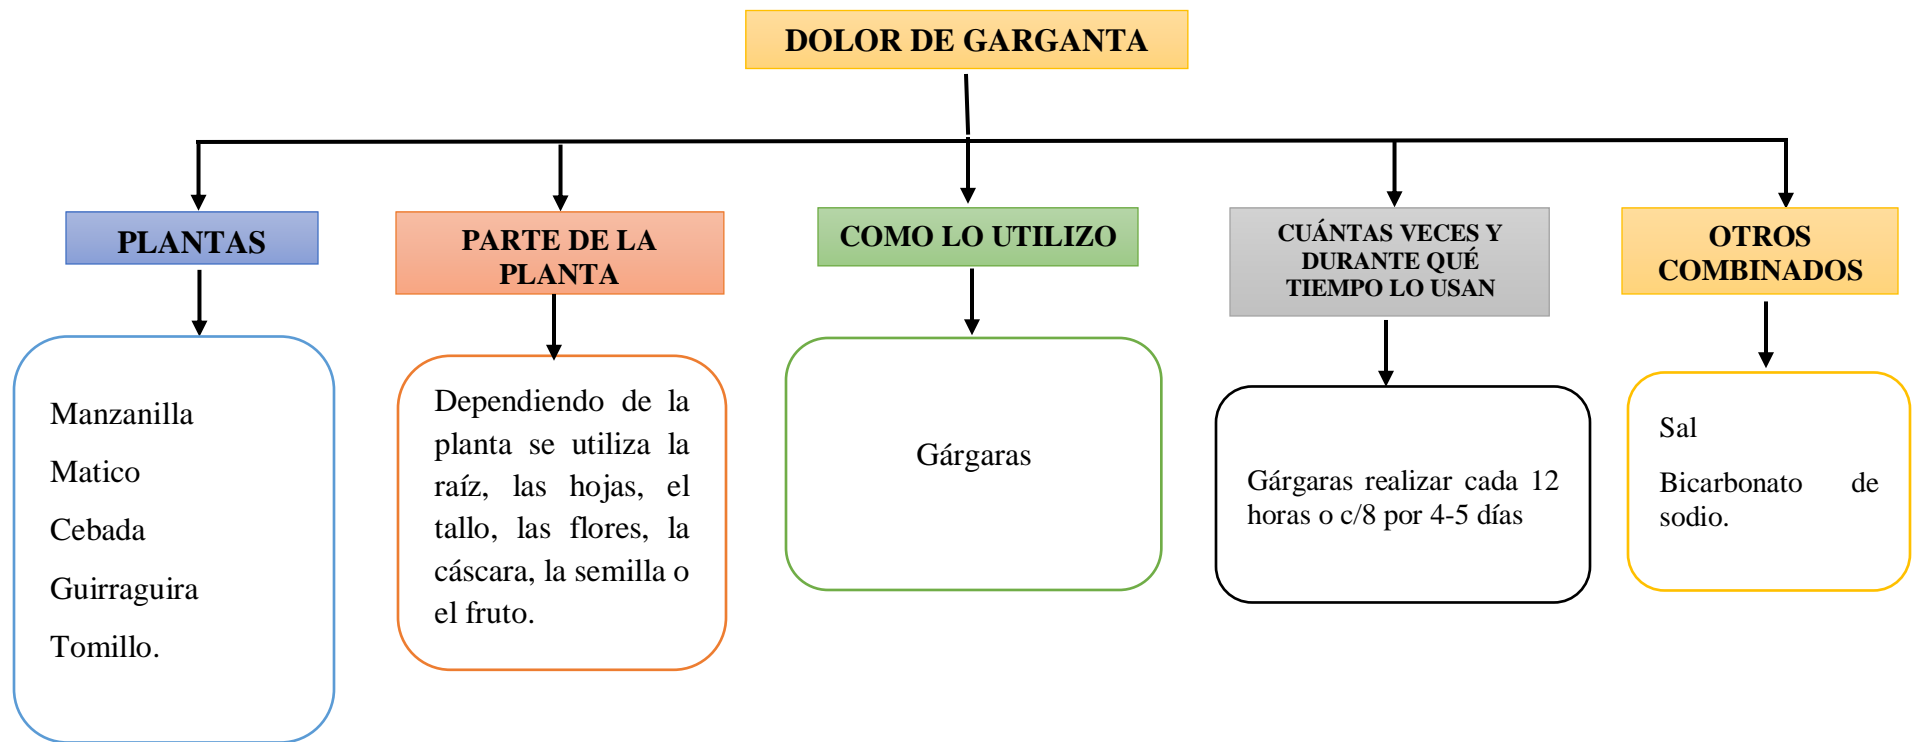 DOLOR DE GARGANTA
PLANTAS
Manzanilla
Matico
Cebada
Guirraguira
Tomillo.
PARTE DE LA
PLANTA
Dependiendo de la
planta se utiliza la
raíz, las hojas, el
tallo, las flores, la
cáscara, la semilla o
el fruto.
COMO LO UTILIZO
Gárgaras
CUÁNTAS VECES Y
DURANTE QUÉ
TIEMPO LO USAN
Gárgaras realizar cada 12
horas o c/8 por 4-5 días
OTROS
COMBINADOS
Sal
Bicarbonato de
sodio.